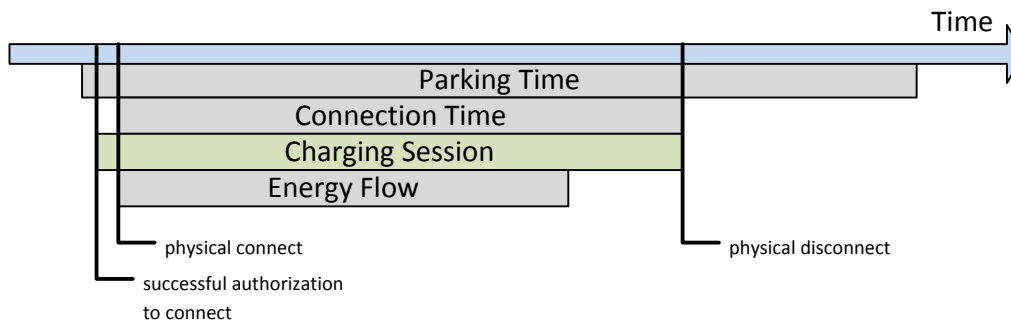 Time
Parking Time
Connection Time
Charging Session
Energy Flow
physical connect
physical disconnect
successful authorization
to connect